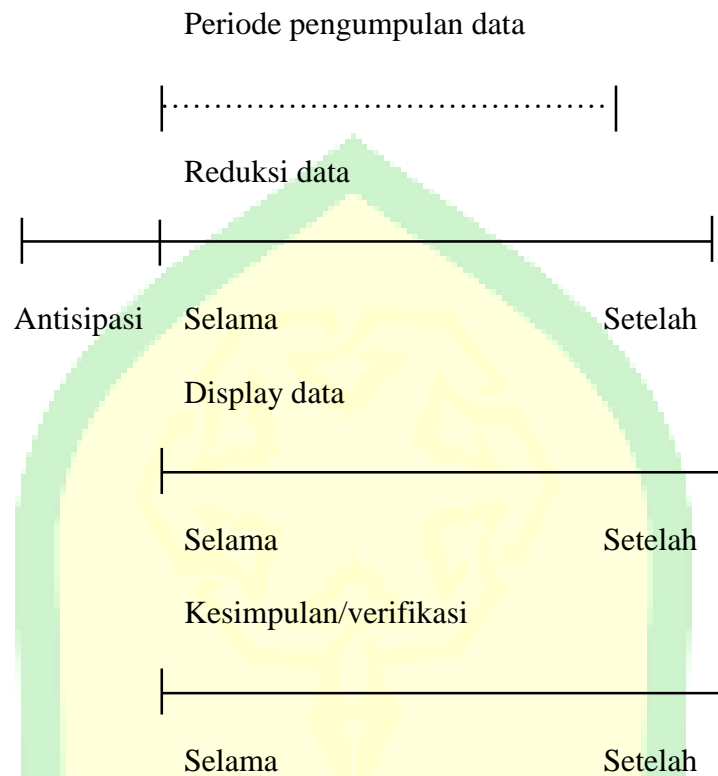 Periode pengumpulan data
Reduksi data
Antisipasi Selama Setelah
Display data
Selama Setelah
Kesimpulan/verifikasi
Selama Setelah